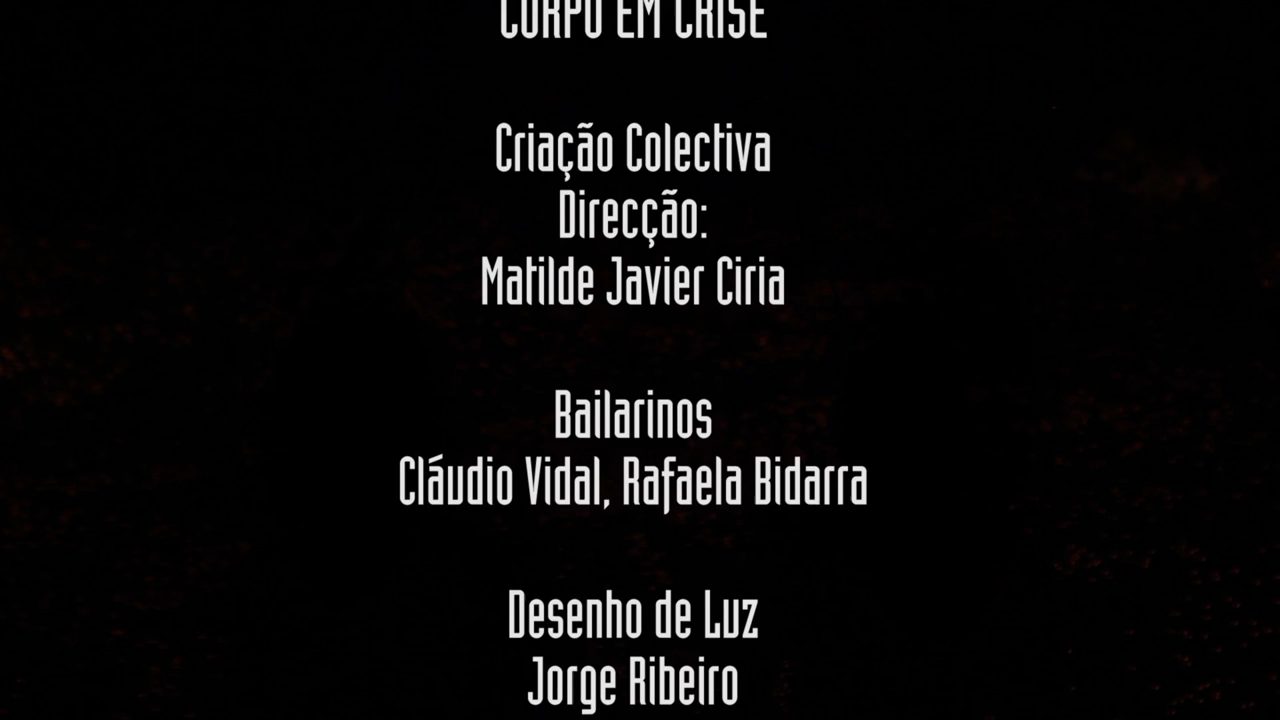 CORPO EM CRISE
Criação Colectiva
Direcção:
Matilde Javier Ciria
Bailarinos
Cláudio Vidal, Rafaela Bidarra
Desenho de Luz
Jorge Ribeiro